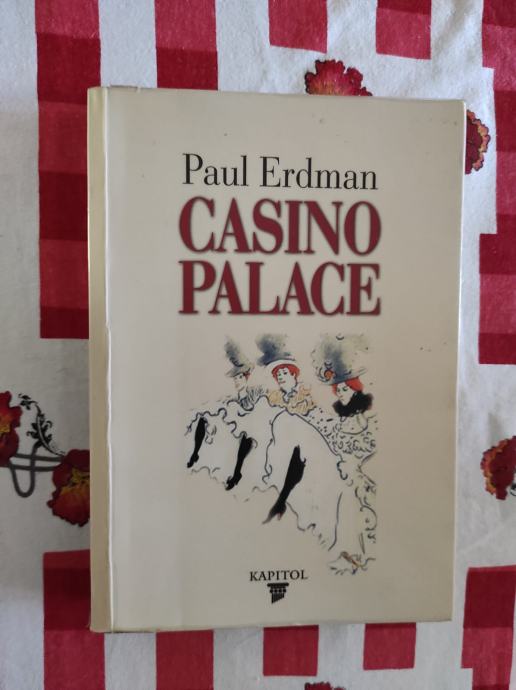 Paul Erdman
CASINO
PALACE
KAPITOL